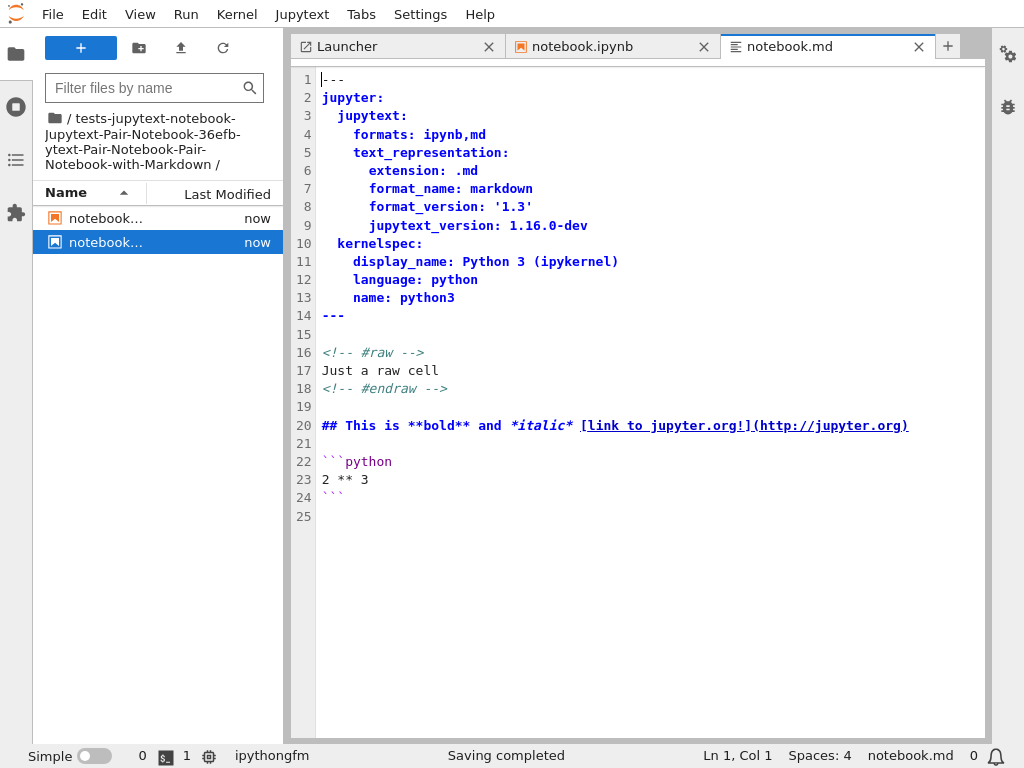 File Edit View Run Kernel Jupytext Tabs Settings Help
Filter files by name
/ tests-jupytext-notebook-
Jupytext-Pair-Notebook-36efb-
ytext-Pair-Notebook-Pair-
Notebook-with-Markdown /
Name Last Modified
notebook… now
notebook… now
Launcher notebook.ipynb notebook.md
1 ---
2 jupyter:
3 jupytext:
4 formats: ipynb,md
5 text_representation:
6 extension: .md
7 format_name: markdown
8 format_version: '1.3'
9 jupytext_version: 1.16.0-dev
10 kernelspec:
11 display_name: Python 3 (ipykernel)
12 language: python
13 name: python3
14 ---
15
16 <!-- #raw -->
17 Just a raw cell
18 <!-- #endraw -->
19
20 ## This is **bold** and *italic* [link to jupyter.org!](http://jupyter.org)
21
22 ```python
23 2 ** 3
24 ```
25
Simple 0 $_ 1 ipythongfm Saving completed Ln 1, Col 1 Spaces: 4 notebook.md 0